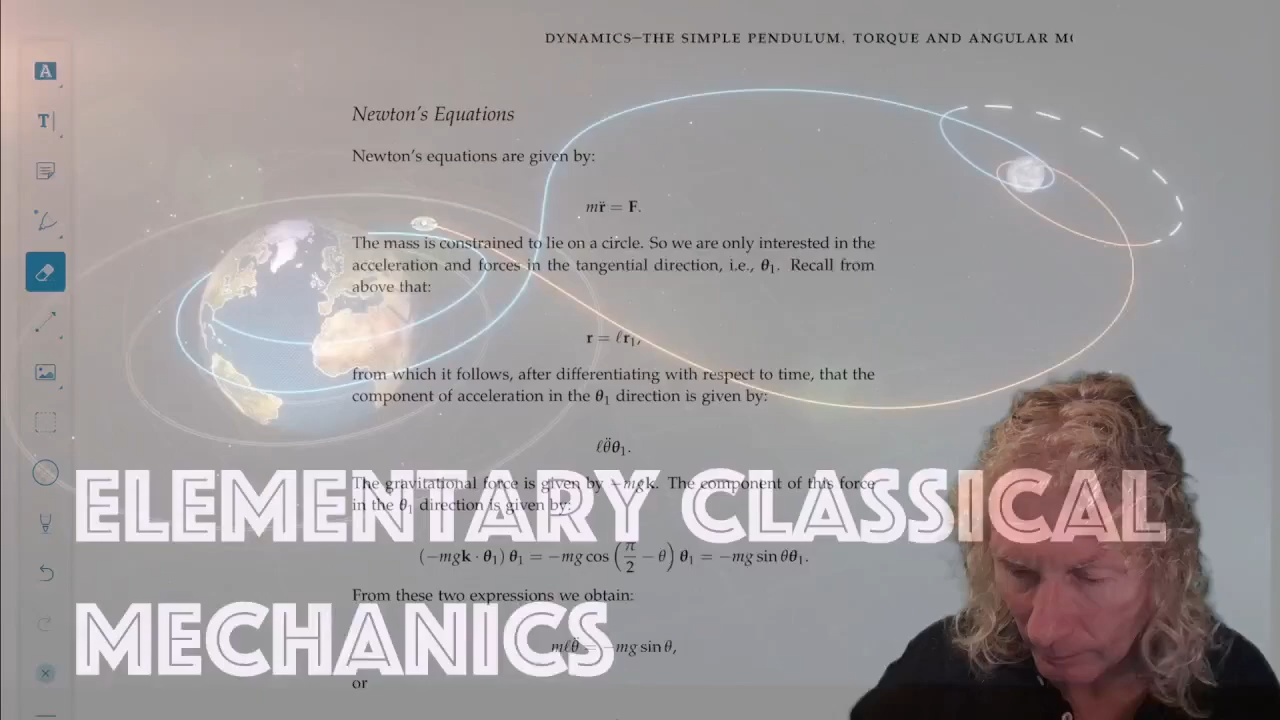 DYNAMICS—THE SIMPLE PENDULUM. TORQUE AND ANGULAR
Newton's Equations
Newton's equations are given by:
mr̈ = F.
The mass is constrained to lie on a circle. So we are only interested in the
acceleration and forces in the tangential direction, i.e., θ₁. Recall from
above that:
r = ℓr₁,
from which it follows, after differentiating with respect to time, that the
component of acceleration in the θ₁ direction is given by:
ℓθ̈θ₁.
The gravitational force is given by −mgk. The component of this force
in the θ₁ direction is given by:
(−mgk · θ₁) θ₁ = −mg cos (π/2 − θ) θ₁ = −mg sin θθ₁.
From these two expressions we obtain:
mℓθ̈ = −mg sin θ,
or
ELEMENTARY CLASSICAL
MECHANICS
A
T